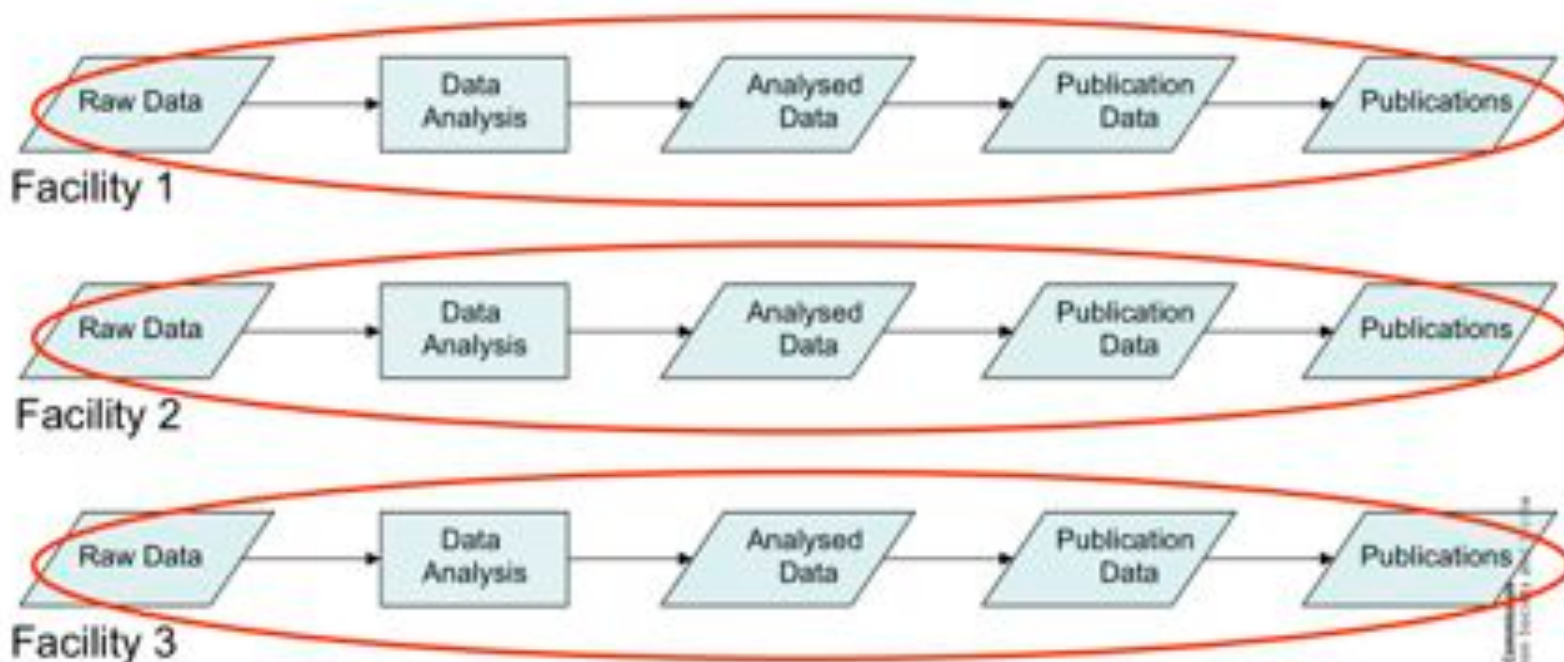 Raw Data
Data
Analysis
Analysed
Data
Publication
Data
Publications
Facility 1
Raw Data
Data
Analysis
Analysed
Data
Publication
Data
Publications
Facility 2
Raw Data
Data
Analysis
Analysed
Data
Publication
Data
Publications
Facility 3